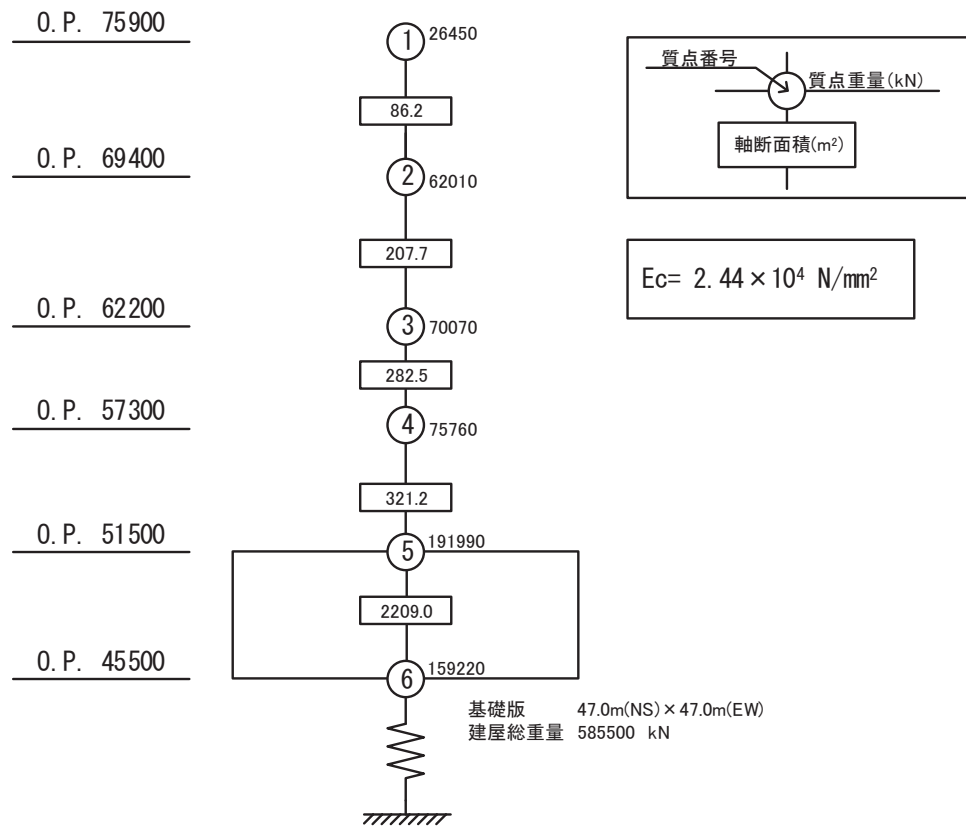 O.P. 75900
1 26450
86.2
O.P. 69400
2 62010
207.7
O.P. 62200
3 70070
282.5
O.P. 57300
4 75760
321.2
O.P. 51500
5 191990
2209.0
O.P. 45500
6 159220
基礎版 47.0m(NS)×47.0m(EW)
建屋総重量 585500 kN
質点番号
質点重量(kN)
軸断面積(m²)
Ec= 2.44×10⁴ N/mm²